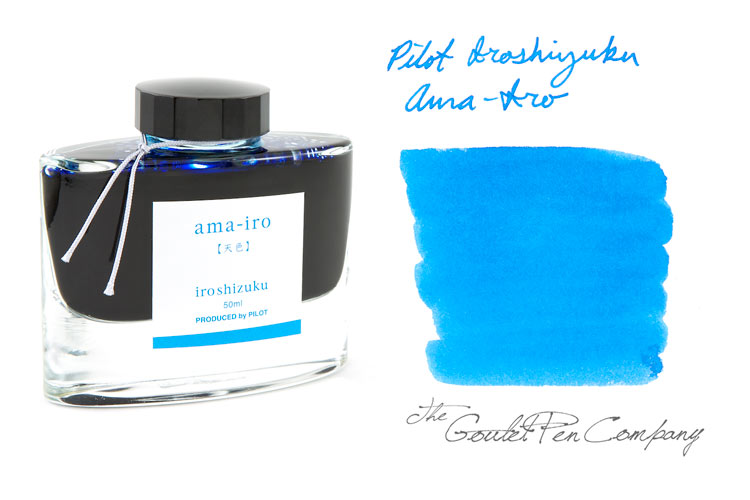 ama-iro
【天色】
iroshizuku
50ml
PRODUCED by PILOT
Pilot Iroshizuku
Ama-Iro
The Goulet Pen Company